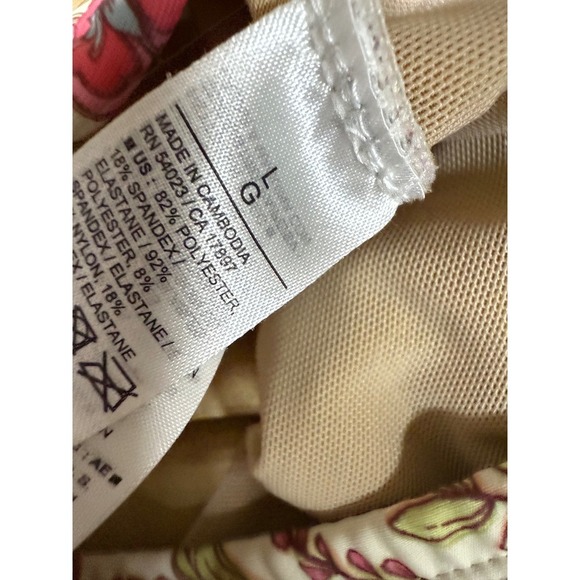 L
G
MADE IN CAMBODIA
RN 54023 / CA 17897
US : 82% POLYESTER,
18% SPANDEX /
ELASTANE / 92%
POLYESTER, 8%
SPANDEX / ELASTANE /
NYLON, 18%
ELASTANE
: AE